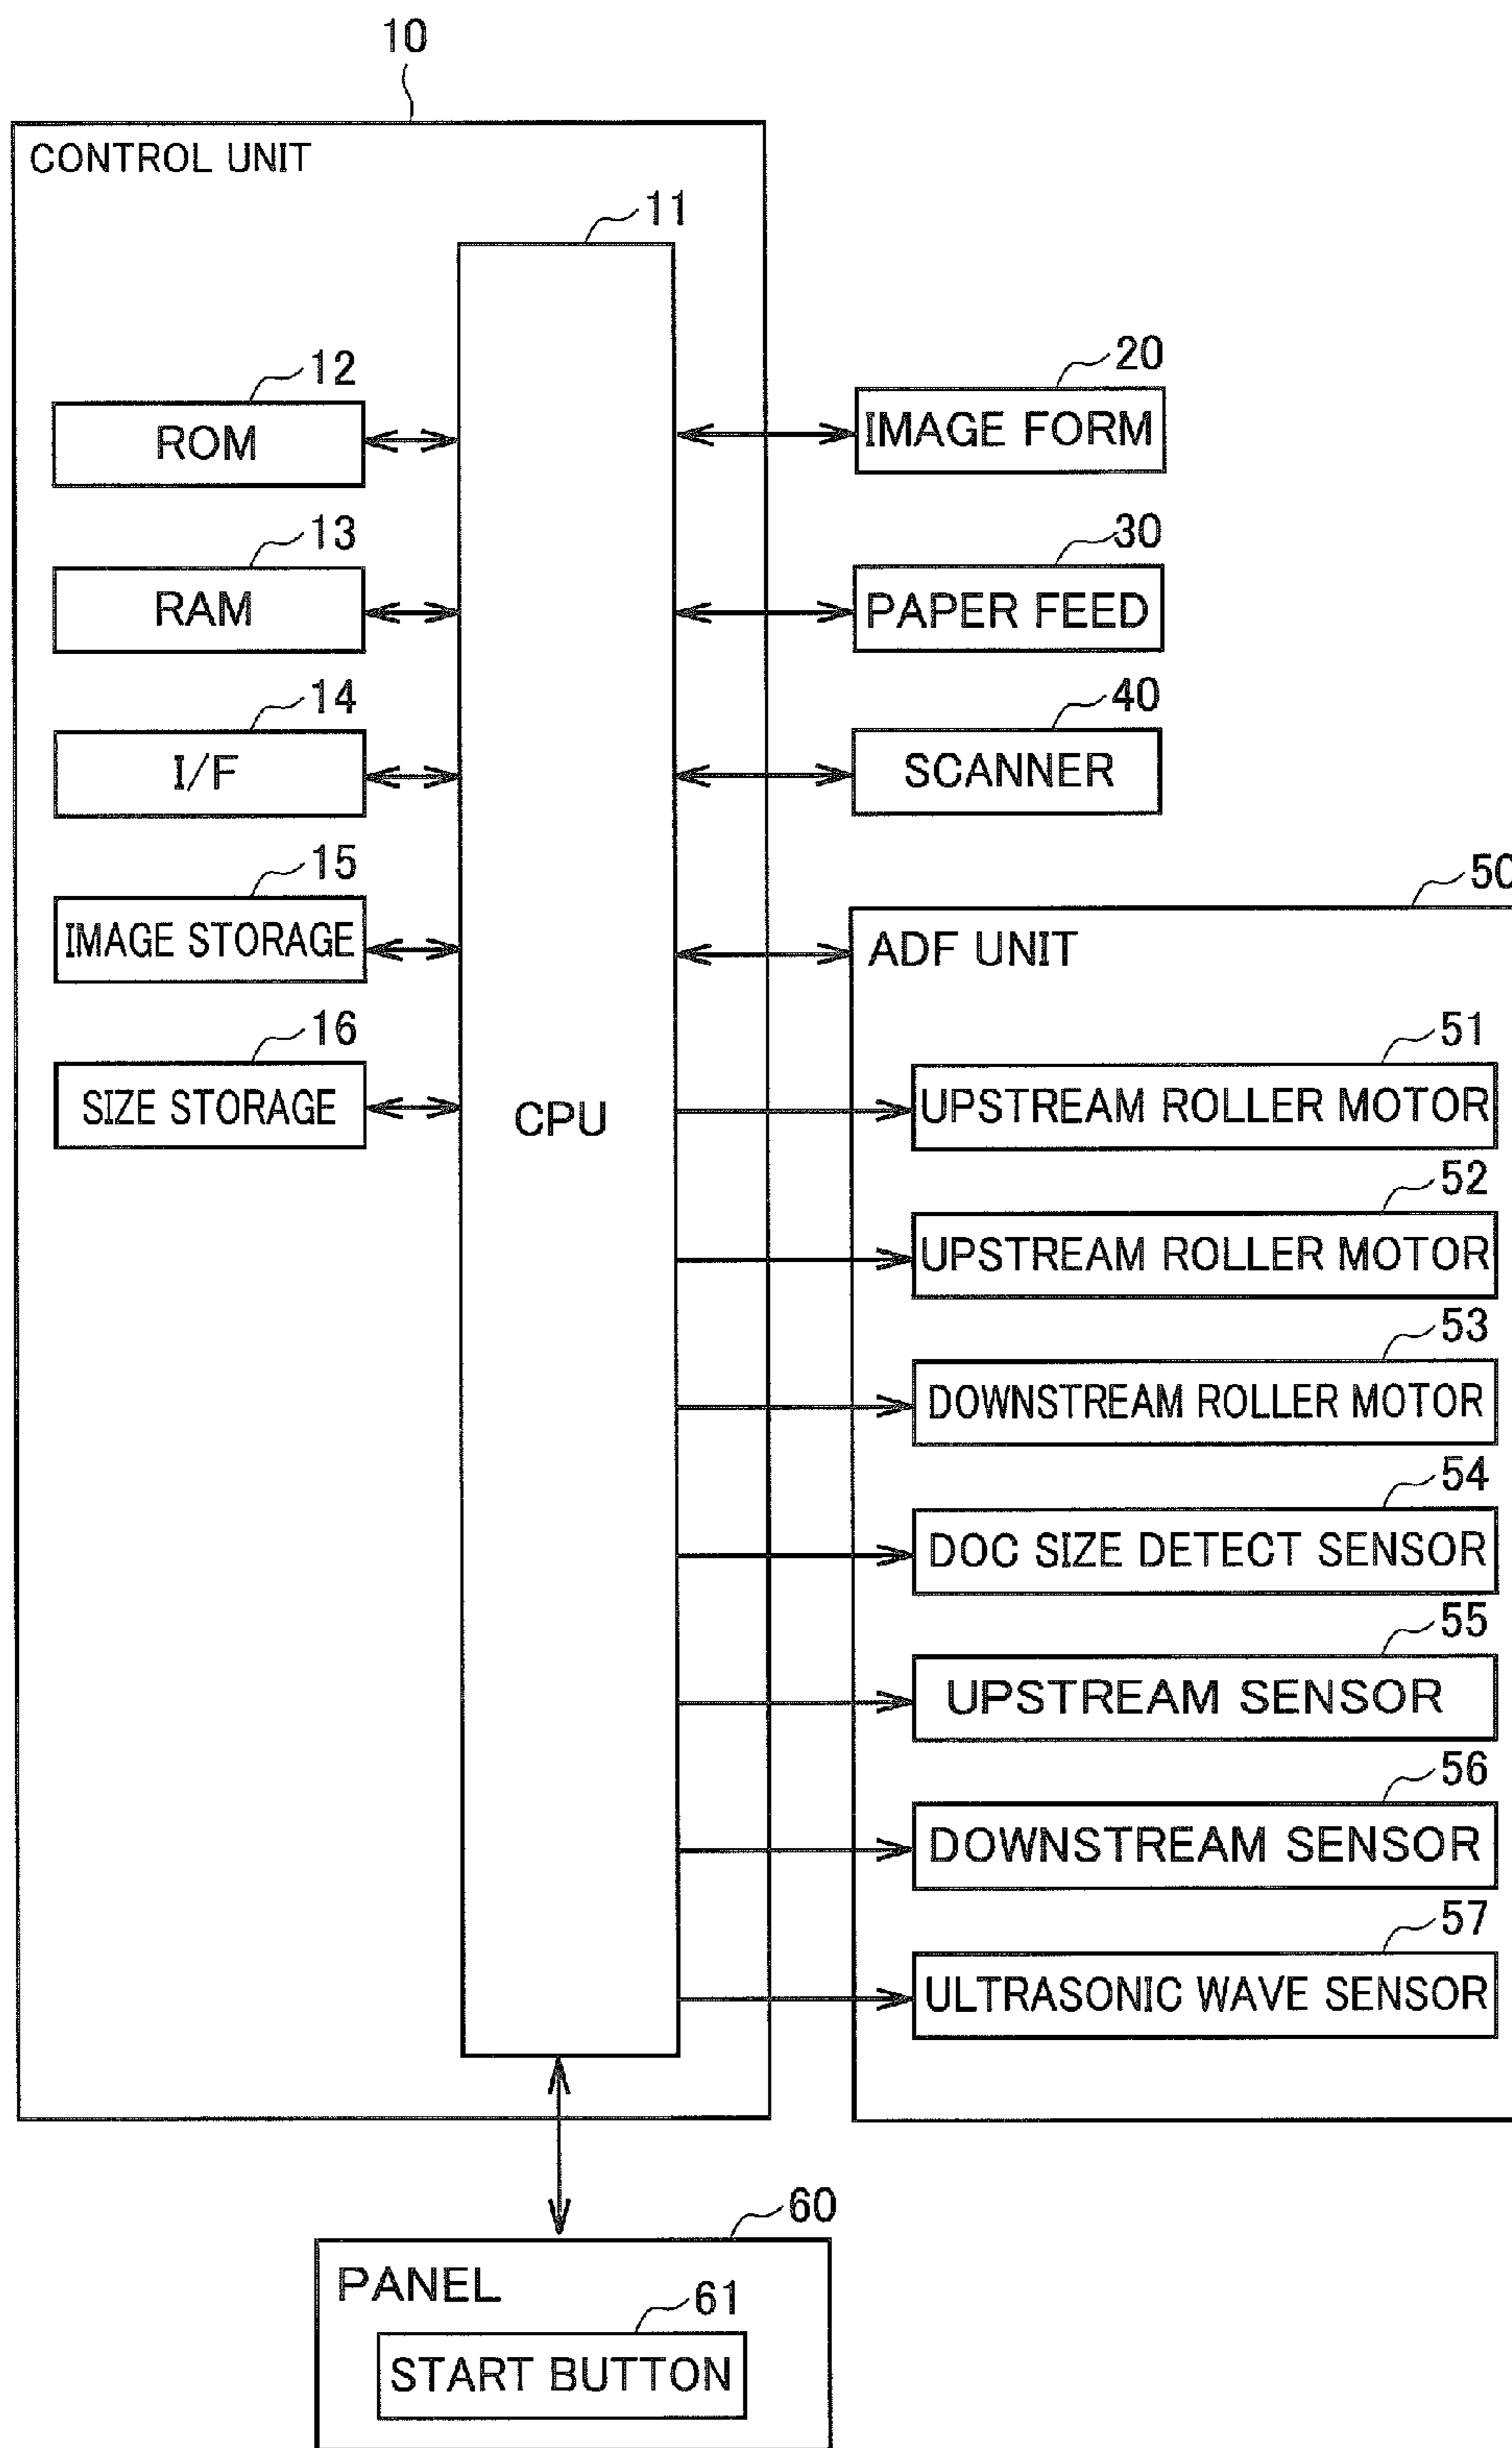 10
CONTROL UNIT
11
12
ROM
20
IMAGE FORM
13
RAM
30
PAPER FEED
14
I/F
40
SCANNER
15
IMAGE STORAGE
50
ADF UNIT
16
SIZE STORAGE
CPU
51
UPSTREAM ROLLER MOTOR
52
UPSTREAM ROLLER MOTOR
53
DOWNSTREAM ROLLER MOTOR
54
DOC SIZE DETECT SENSOR
55
UPSTREAM SENSOR
56
DOWNSTREAM SENSOR
57
ULTRASONIC WAVE SENSOR
60
PANEL
61
START BUTTON